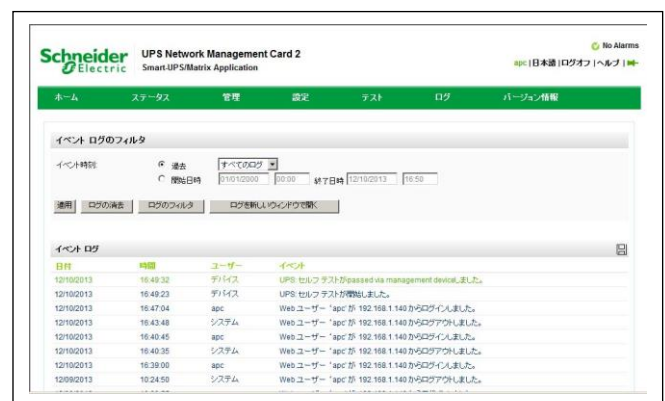 Schneider Electric
UPS Network Management Card 2
Smart-UPS/Matrix Application
No Alarms
apc | 日本語 | ログオフ | ヘルプ |
ホーム ステータス 管理 設定 テスト ログ バージョン情報
イベント ログのフィルタ
イベント時刻: 過去 すべてのログ
開始日時 01/01/2000 00:00 終了日時 12/10/2013 16:50
適用 ログの消去 ログのフィルタ ログを新しいウィンドウで開く
イベント ログ
日付 時間 ユーザー イベント
12/10/2013 16:49:32 デバイス UPS: セルフ テストがpassed via management deviceしました。
12/10/2013 16:49:23 デバイス UPS: セルフ テストが開始しました。
12/10/2013 16:47:04 apc Web ユーザー 'apc' が 192.168.1.140 からログインしました。
12/10/2013 16:43:48 システム Web ユーザー 'apc' が 192.168.1.140 からログアウトしました。
12/10/2013 16:40:45 apc Web ユーザー 'apc' が 192.168.1.140 からログインしました。
12/10/2013 16:40:35 システム Web ユーザー 'apc' が 192.168.1.140 からログアウトしました。
12/10/2013 16:39:00 apc Web ユーザー 'apc' が 192.168.1.140 からログインしました。
12/09/2013 10:24:50 システム Web ユーザー 'apc' が 192.168.1.140 からログアウトしました。